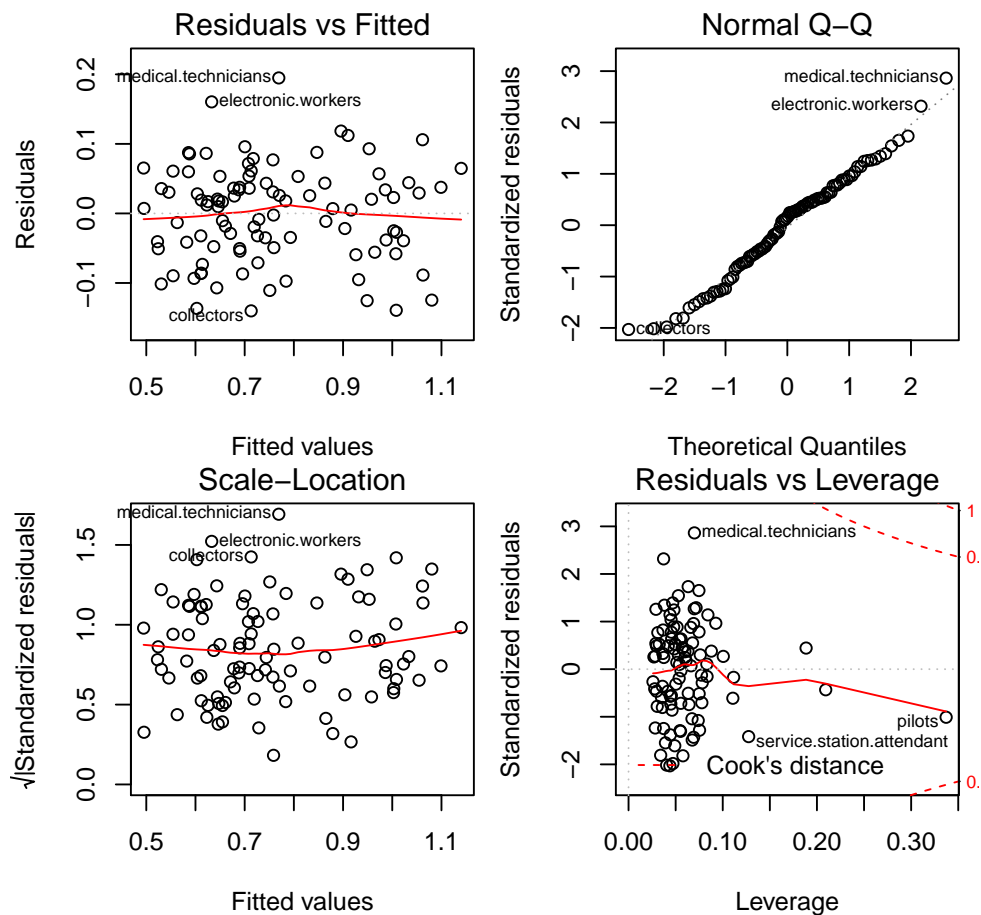 Residuals vs Fitted
Residuals
0.2
0.1
0.0
−0.1
medical.technicians
electronic.workers
collectors
0.5 0.7 0.9 1.1
Fitted values
Normal Q−Q
Standardized residuals
3
2
1
0
−1
−2
medical.technicians
electronic.workers
collectors
−2 −1 0 1 2
Theoretical Quantiles
Scale−Location
√|Standardized residuals|
1.5
1.0
0.5
0.0
medical.technicians
electronic.workers
collectors
0.5 0.7 0.9 1.1
Fitted values
Residuals vs Leverage
Standardized residuals
3
2
1
0
−2
medical.technicians
pilots
service.station.attendant
Cook's distance
1
0.
0.
0.00 0.10 0.20 0.30
Leverage